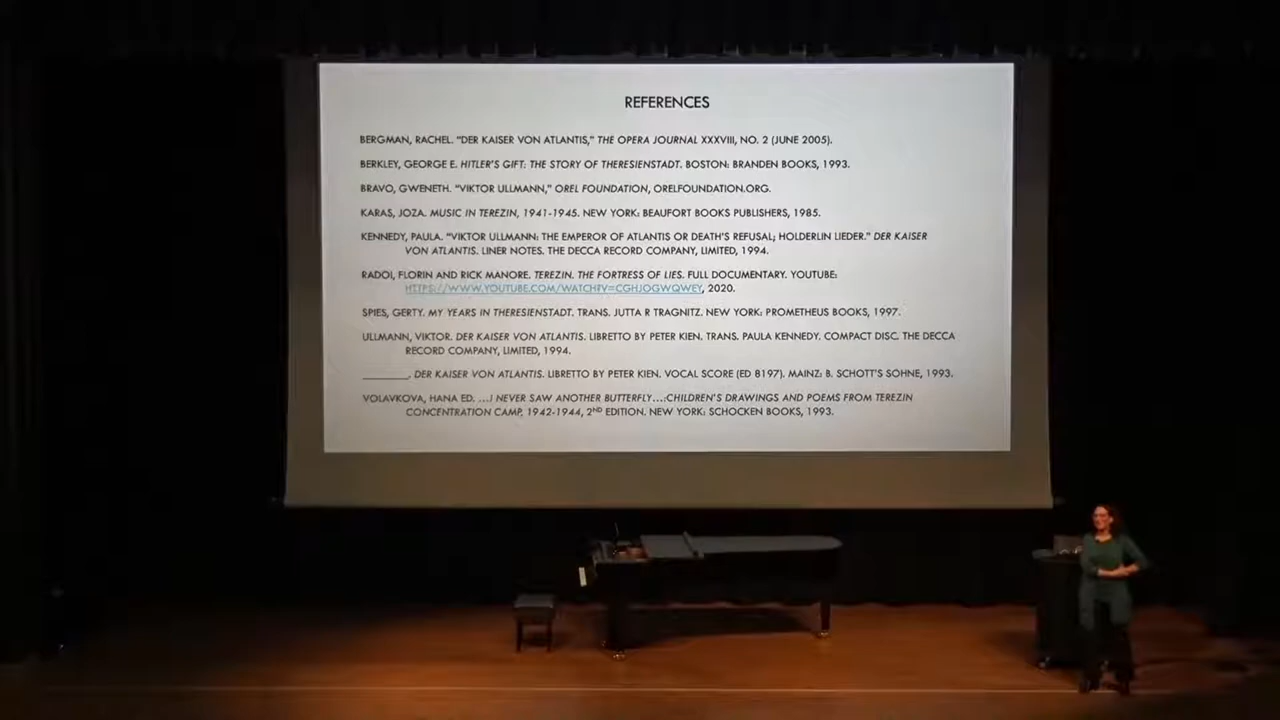 REFERENCES
BERGMAN, RACHEL. "DER KAISER VON ATLANTIS," THE OPERA JOURNAL XXXVIII, NO. 2 (JUNE 2005).
BERKLEY, GEORGE E. HITLER'S GIFT: THE STORY OF THERESIENSTADT. BOSTON: BRANDEN BOOKS, 1993.
BRAVO, GWENETH. "VIKTOR ULLMANN," OREL FOUNDATION, ORELFOUNDATION.ORG.
KARAS, JOZA. MUSIC IN TEREZIN, 1941-1945. NEW YORK: BEAUFORT BOOKS PUBLISHERS, 1985.
KENNEDY, PAULA. "VIKTOR ULLMANN: THE EMPEROR OF ATLANTIS OR DEATH'S REFUSAL; HOLDERLIN LIEDER." DER KAISER
VON ATLANTIS. LINER NOTES. THE DECCA RECORD COMPANY, LIMITED, 1994.
RADOI, FLORIN AND RICK MANORE. TEREZIN. THE FORTRESS OF LIES. FULL DOCUMENTARY. YOUTUBE:
HTTPS://WWW.YOUTUBE.COM/WATCH?V=CGHJOGWQWEY, 2020.
SPIES, GERTY. MY YEARS IN THERESIENSTADT. TRANS. JUTTA R TRAGNITZ. NEW YORK: PROMETHEUS BOOKS, 1997.
ULLMANN, VIKTOR. DER KAISER VON ATLANTIS. LIBRETTO BY PETER KIEN. TRANS. PAULA KENNEDY. COMPACT DISC. THE DECCA
RECORD COMPANY, LIMITED, 1994.
________. DER KAISER VON ATLANTIS. LIBRETTO BY PETER KIEN. VOCAL SCORE (ED 8197). MAINZ: B. SCHOTT'S SOHNE, 1993.
VOLAVKOVA, HANA ED. ...I NEVER SAW ANOTHER BUTTERFLY...:CHILDREN'S DRAWINGS AND POEMS FROM TEREZIN
CONCENTRATION CAMP, 1942-1944, 2ND EDITION. NEW YORK: SCHOCKEN BOOKS, 1993.